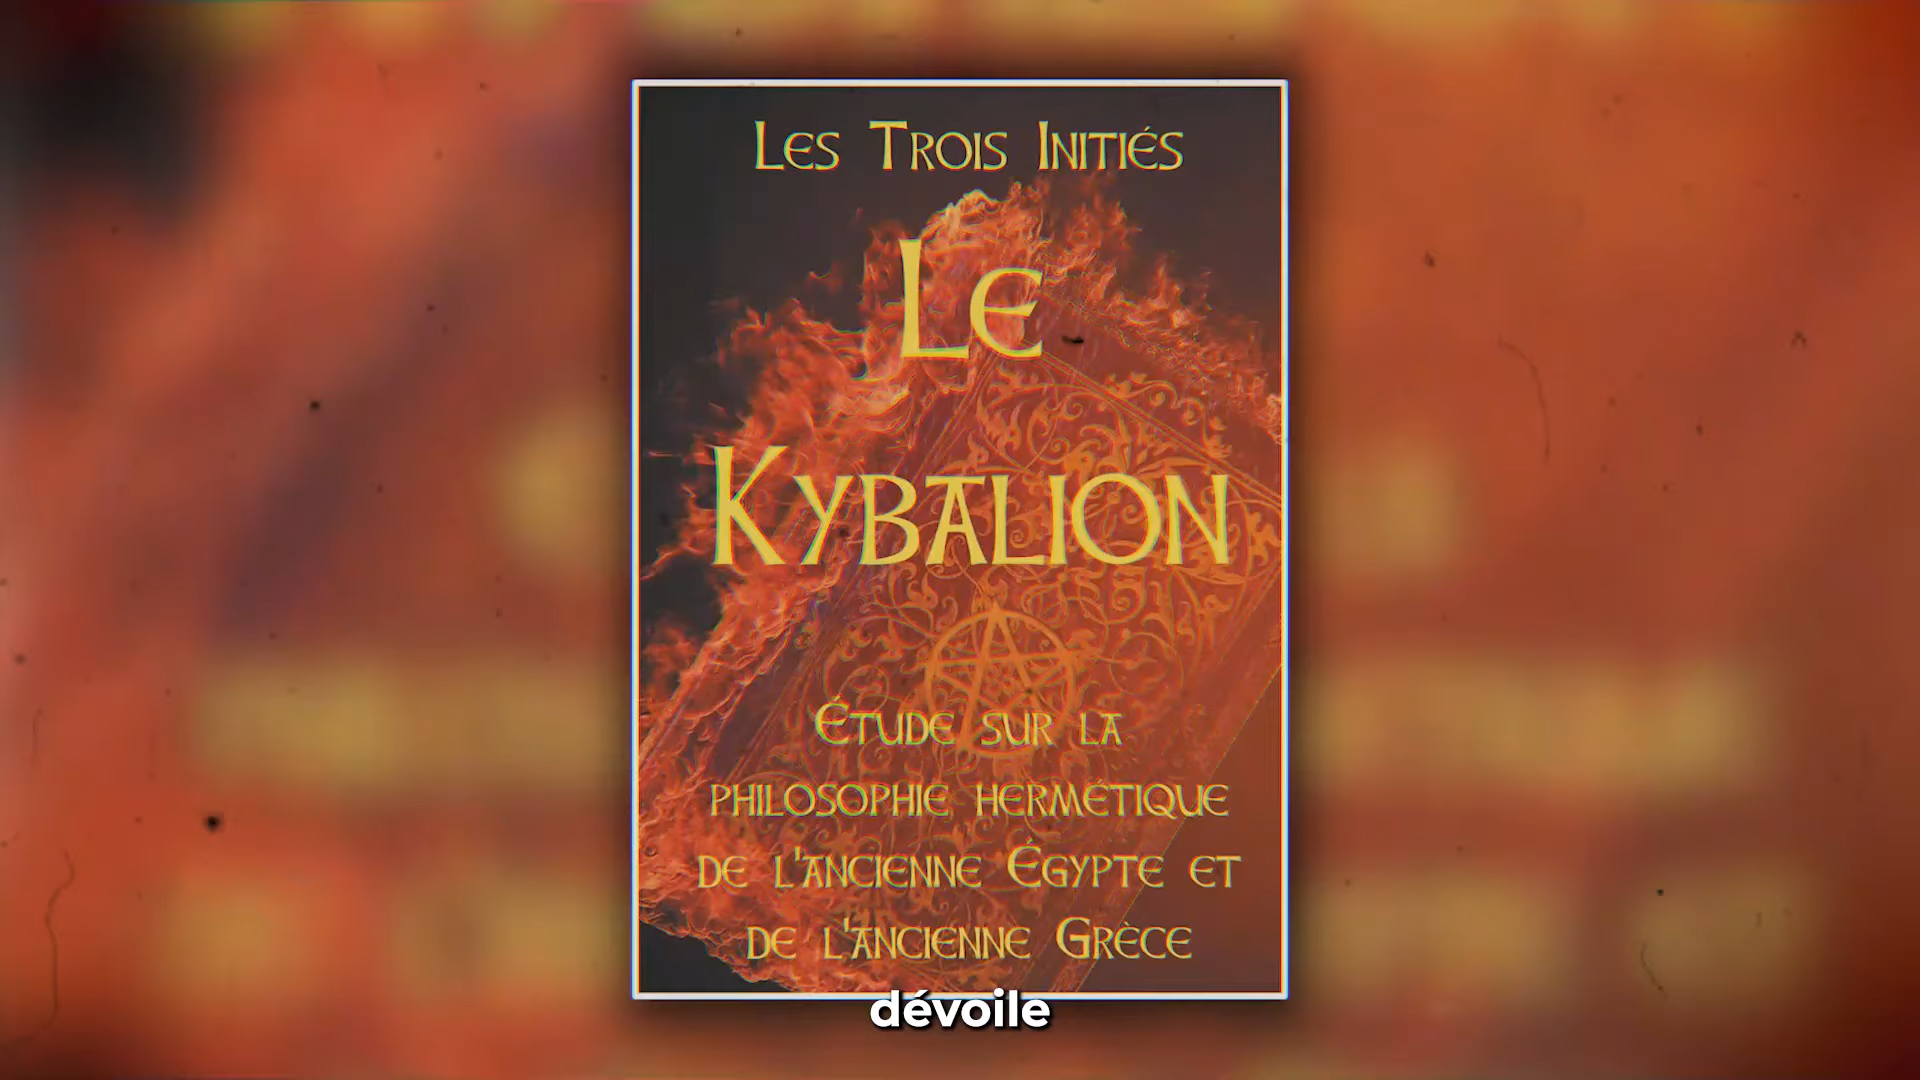 Les Trois Initiés
Le
Kybalion
Étude sur la
philosophie hermétique
de l'ancienne Égypte et
de l'ancienne Grèce
dévoile